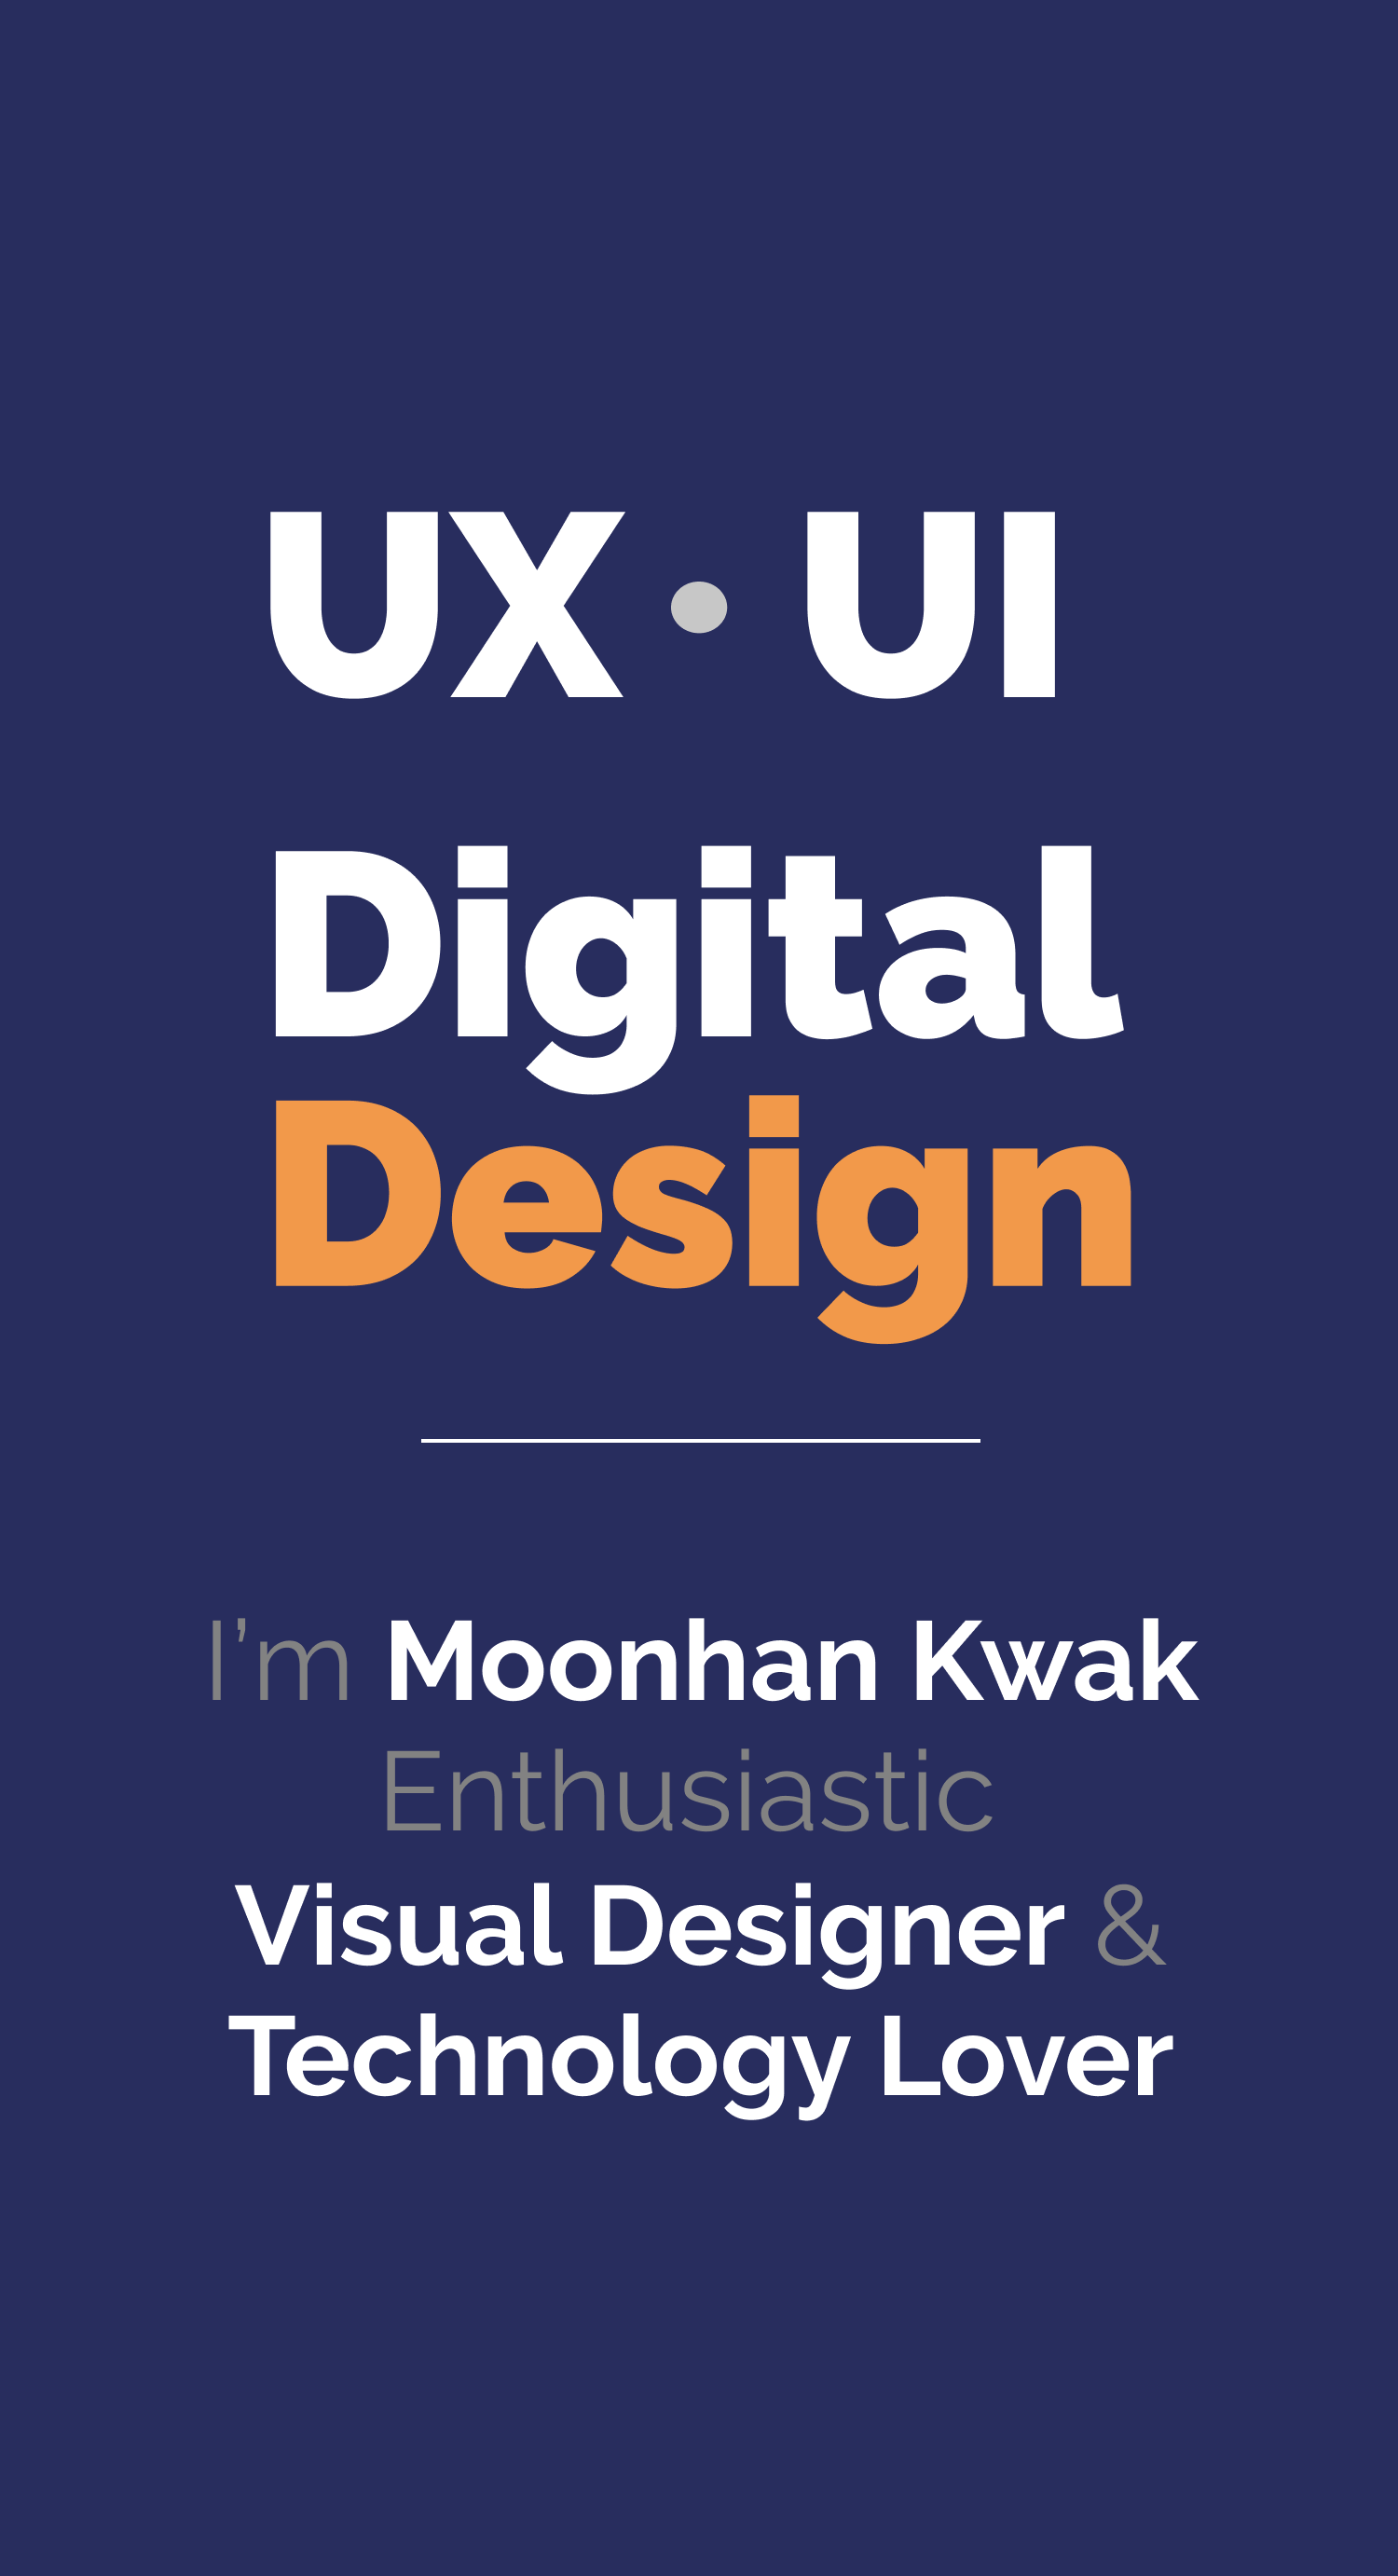 UX · UI
Digital
Design
I’m Moonhan Kwak
Enthusiastic
Visual Designer &
Technology Lover